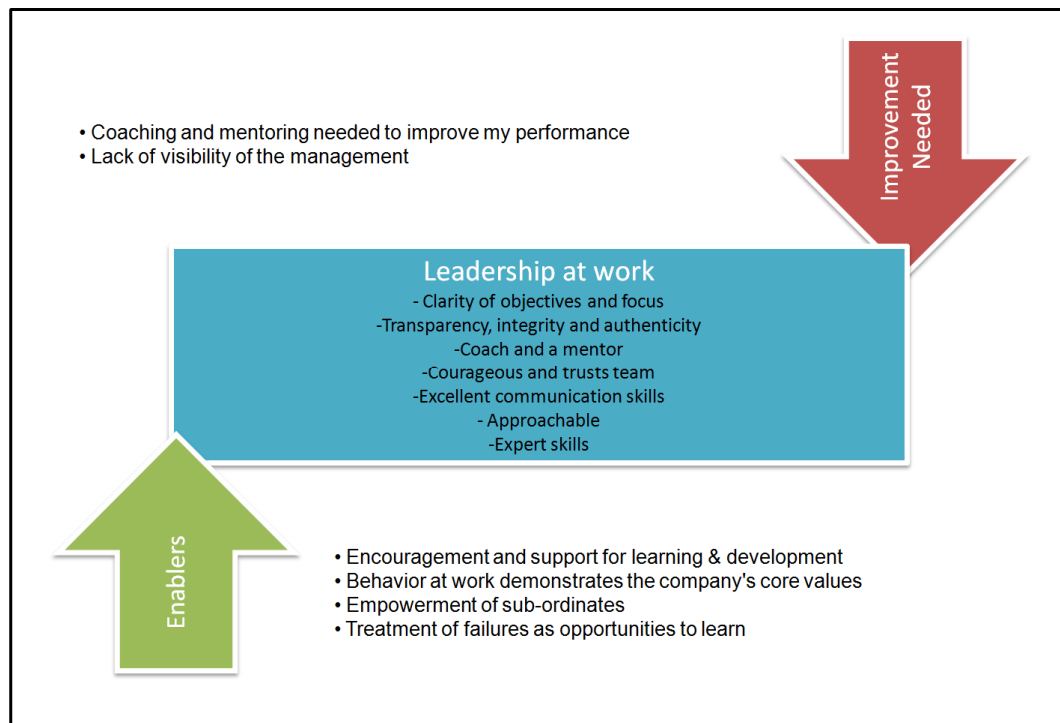 Improvement
Needed
• Coaching and mentoring needed to improve my performance
• Lack of visibility of the management
Leadership at work
- Clarity of objectives and focus
-Transparency, integrity and authenticity
-Coach and a mentor
-Courageous and trusts team
-Excellent communication skills
- Approachable
-Expert skills
Enablers
• Encouragement and support for learning & development
• Behavior at work demonstrates the company's core values
• Empowerment of sub-ordinates
• Treatment of failures as opportunities to learn